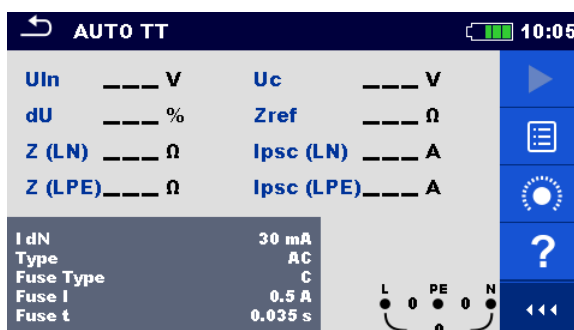 AUTO TT 10:05
Uln ___ V Uc ___ V
dU ___ % Zref ___ Ω
Z (LN) ___ Ω Ipsc (LN) ___ A
Z (LPE)___ Ω Ipsc (LPE)___ A
I dN 30 mA
Type AC
Fuse Type C
Fuse I 0.5 A
Fuse t 0.035 s
L PE N
0 0
0
?